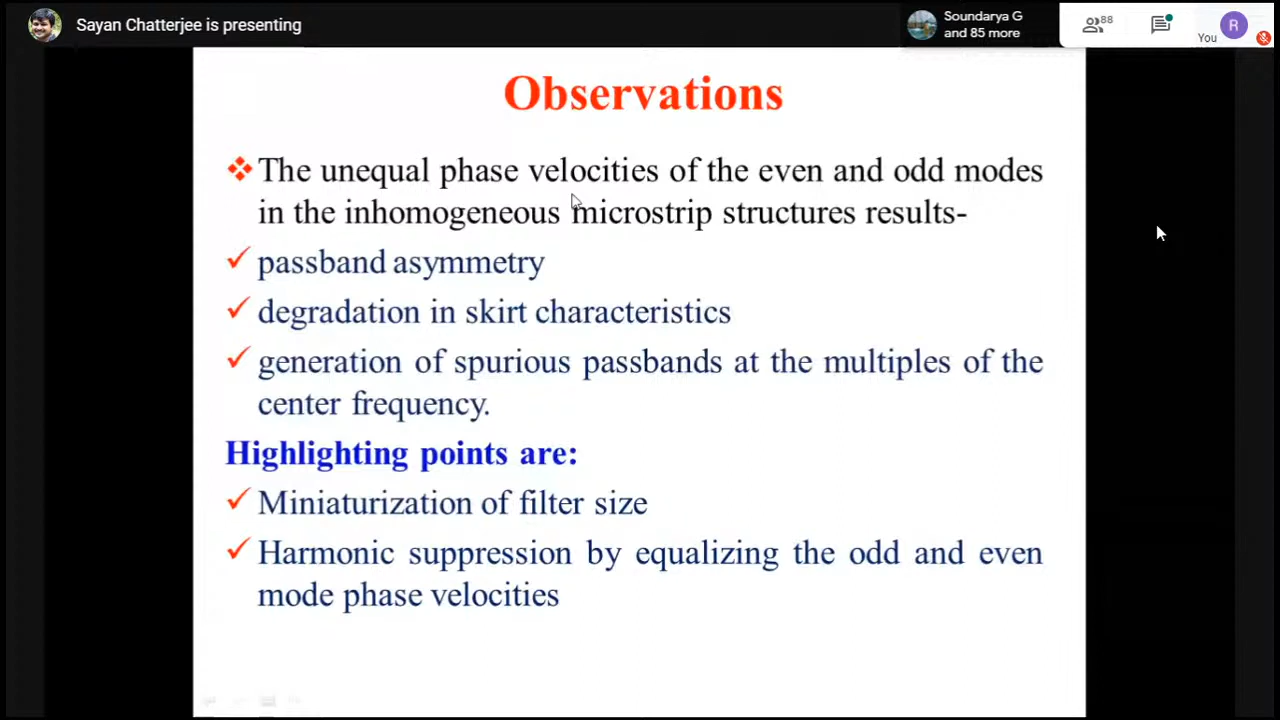 Sayan Chatterjee is presenting
Soundarya G
and 85 more
88
You
R
Observations
The unequal phase velocities of the even and odd modes
in the inhomogeneous microstrip structures results-
passband asymmetry
degradation in skirt characteristics
generation of spurious passbands at the multiples of the
center frequency.
Highlighting points are:
Miniaturization of filter size
Harmonic suppression by equalizing the odd and even
mode phase velocities